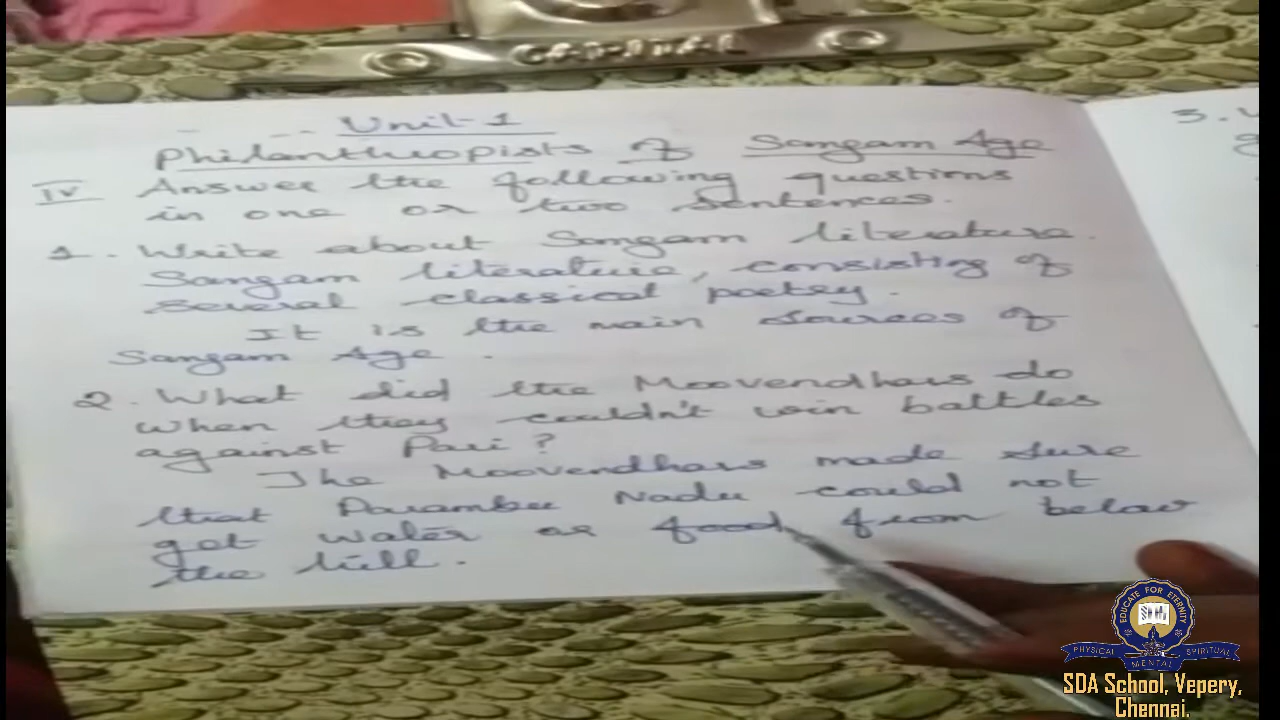 CARDINAL
Unit-1
Philanthropists of Sangam Age
IV Answer the following questions
in one or two sentences.
1. Write about Sangam literature.
Sangam literature, consisting of
several classical poetry.
It is the main sources of
Sangam Age.
2. What did the Moovendhars do
when they couldn't win battles
against Pari?
The Moovendhars made sure
that Parambu Nadu could not
get water or food from below
the hill.
3.
EDUCATE FOR ETERNITY
PHYSICAL MENTAL SPIRITUAL
SDA School, Vepery,
Chennai.